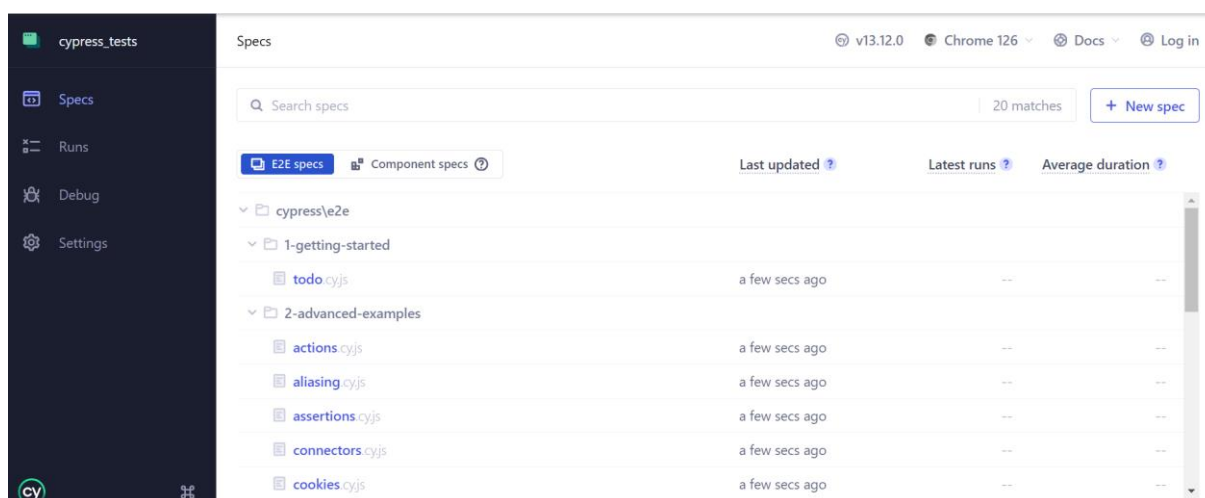 cypress_tests
Specs
v13.12.0
Chrome 126
Docs
Log in
Specs
Runs
Debug
Settings
Search specs
20 matches
+ New spec
E2E specs
Component specs
Last updated ?
Latest runs ?
Average duration ?
cypress\e2e
1-getting-started
todo.cy.js a few secs ago -- --
2-advanced-examples
actions.cy.js a few secs ago -- --
aliasing.cy.js a few secs ago -- --
assertions.cy.js a few secs ago -- --
connectors.cy.js a few secs ago -- --
cookies.cy.js a few secs ago -- --
cy